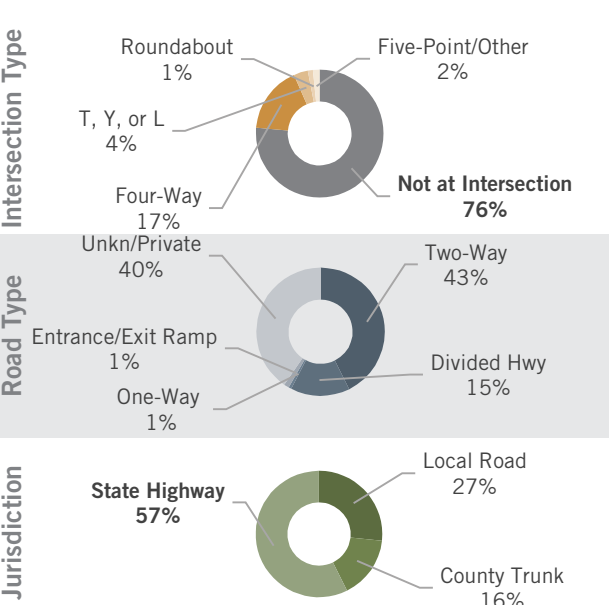 Intersection Type
Roundabout
1%
Five-Point/Other
2%
T, Y, or L
4%
Four-Way
17%
Not at Intersection
76%
Road Type
Unkn/Private
40%
Two-Way
43%
Entrance/Exit Ramp
1%
Divided Hwy
15%
One-Way
1%
Jurisdiction
State Highway
57%
Local Road
27%
County Trunk
16%